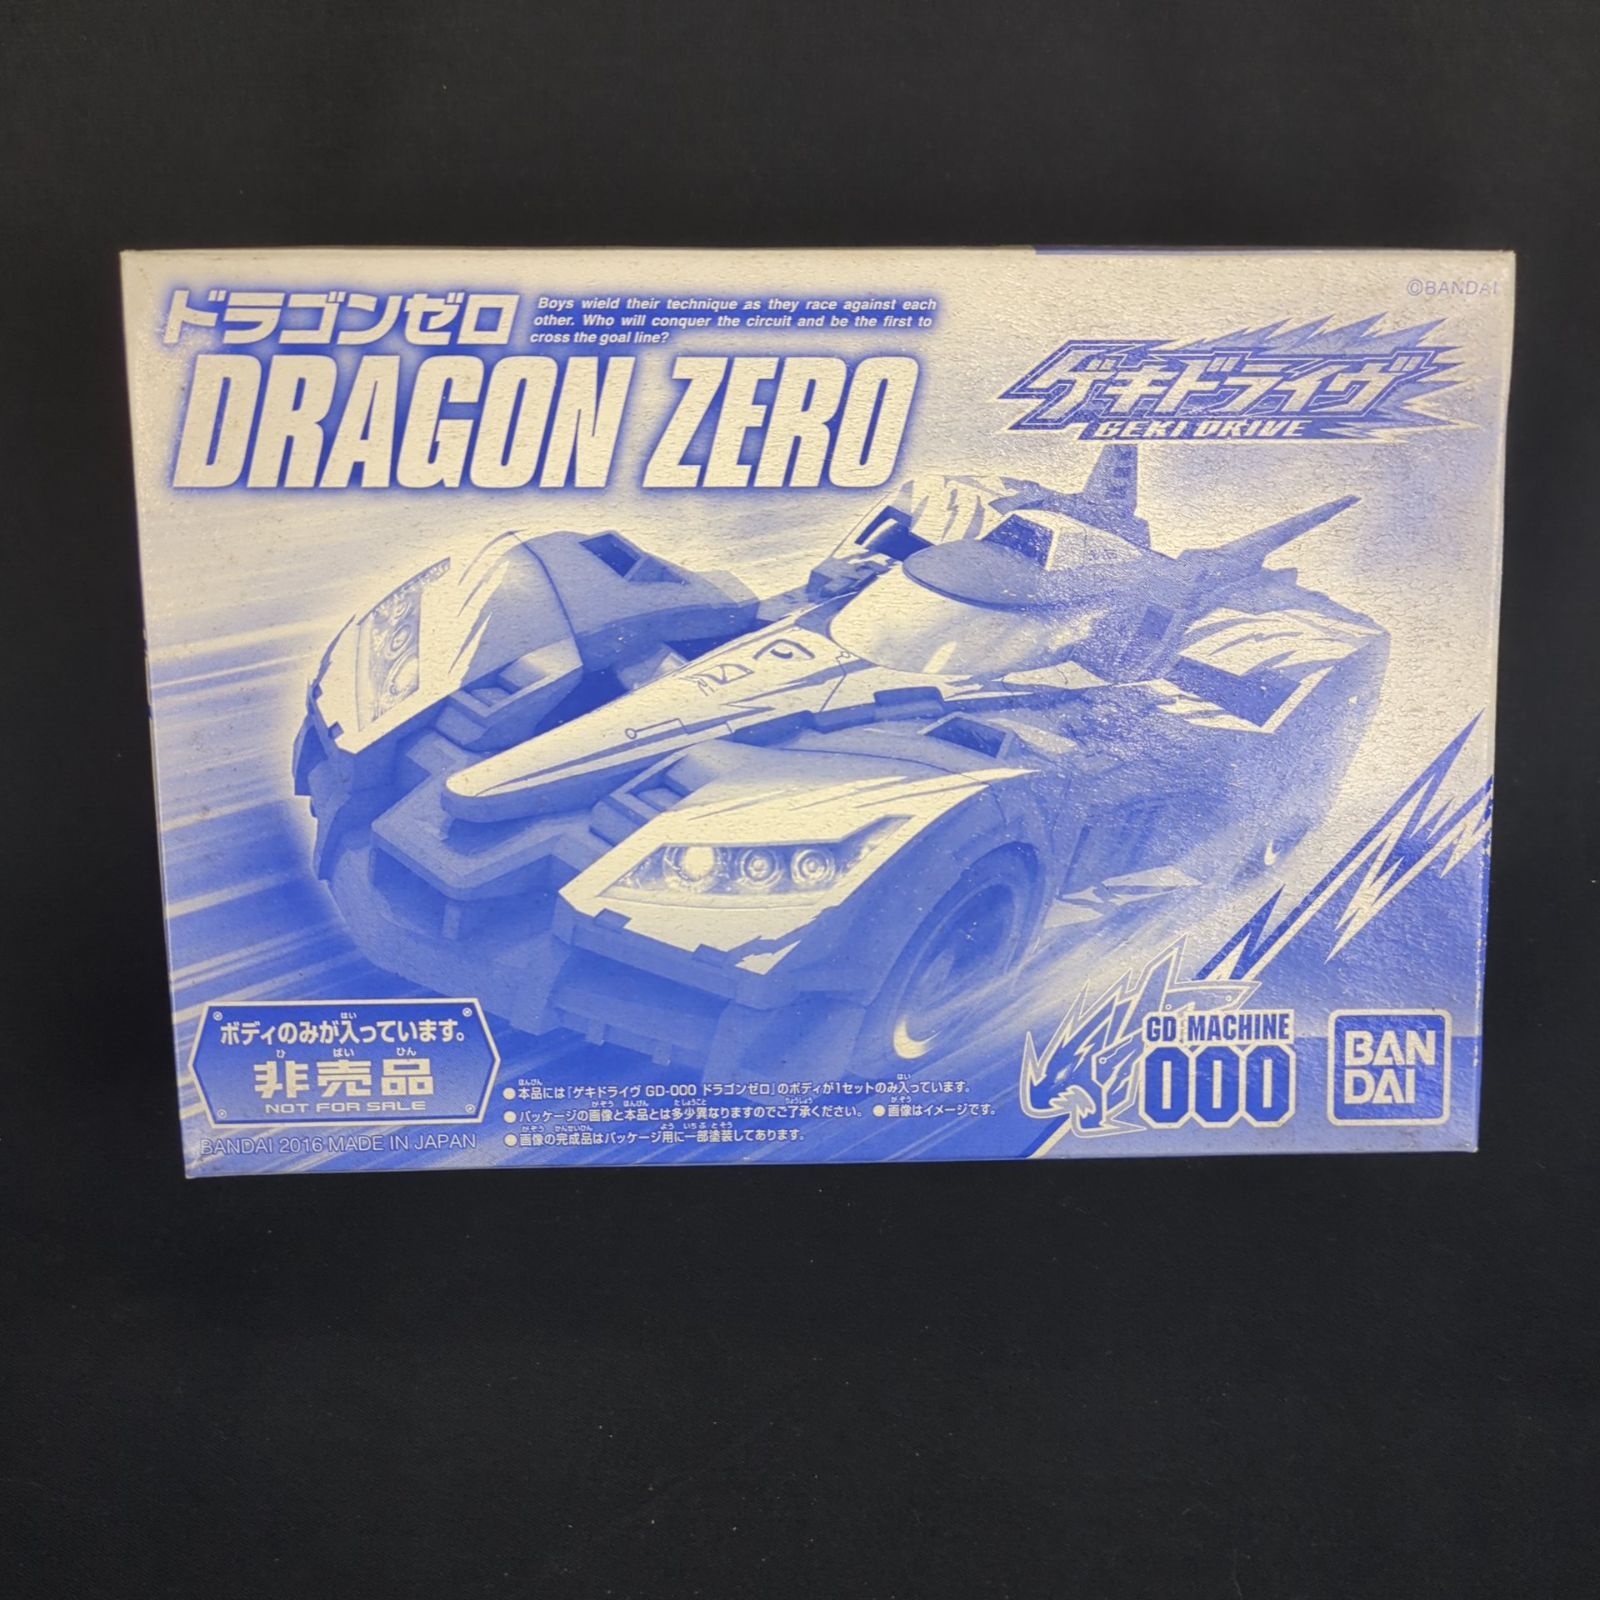 ©BANDAI
ドラゴンゼロ
Boys wield their technique as they race against each
other. Who will conquer the circuit and be the first to
cross the goal line?
DRAGON ZERO
ゲキドライヴ
GEKI DRIVE
ボディのみが入っています。
非売品
NOT FOR SALE
BANDAI 2016 MADE IN JAPAN
●本品には「ゲキドライヴ GD-000 ドラゴンゼロ」のボディが1セットのみ入っています。
●パッケージの画像と本品とは多少異なりますのでご了承ください。 ●画像はイメージです。
●画像の完成品はパッケージ用に一部塗装してあります。
GD MACHINE
000
BAN
DAI